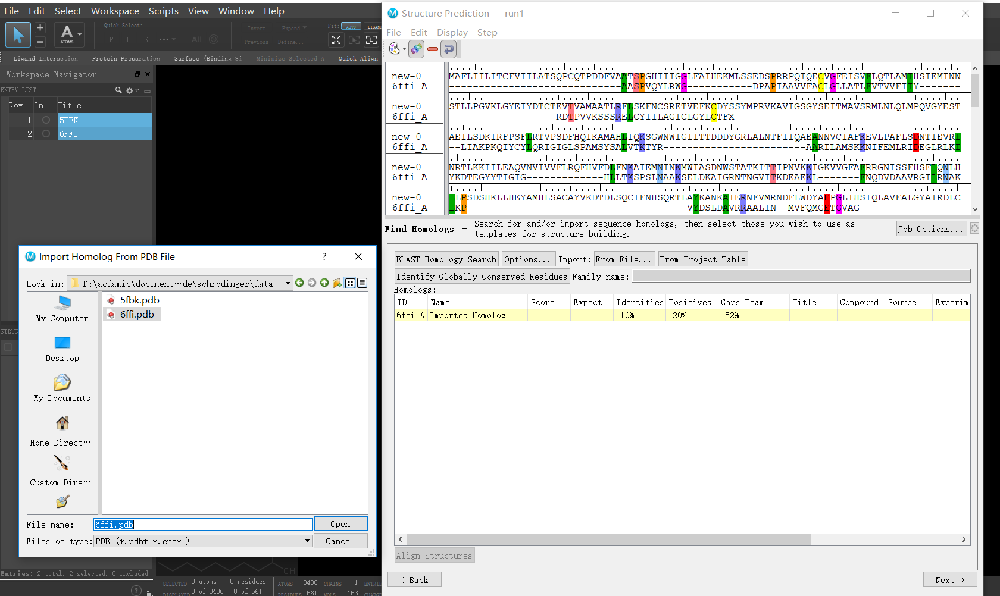 File Edit Select Workspace Scripts View Window Help
Quick Select:
Invert Expand
Fit: AUTO LIGAND
P L S ••• All
Previous Define...
A
ATOMS
Ligand Interaction Protein Preparation Surface (Binding Si Minimize Selected A Quick Align
Workspace Navigator
ENTRY LIST
Row In Title
1 5FBK
2 6FFI
STRUC
Entries: 2 total, 2 selected, 0 included
SELECTED 0 atoms 0 residues
DISPLAYED 0 of 3486 0 of 561
ATOMS 3486 CHAINS 1 ENTRIE
RESIDUES 561 MOLS 153 CHARGE
OH
Import Homolog From PDB File
Look in: D:\acdamic\document···de\schrodinger\data
My Computer
Desktop
My Documents
Home Direct···
Custom Dire···
5fbk.pdb
6ffi.pdb
File name: 6ffi.pdb Open
Files of type: PDB (*.pdb* *.ent* ) Cancel
Structure Prediction --- run1
File Edit Display Step
new-0 MAFLIILITCFVIILATSQPCQTPDDFVAATSPGHIIIGGLFAIHEKMLSSEDSPRRPQIQECVGFEISVFLQTLAMIHSIEMINN
6ffi_A -----------------------------AASPVQYLRWG-----------DPAPIAAVVFACLGLLATLFVTVVFIIY-------
new-0 STLLPGVKLGYEIYDTCTEVTVAMAATLRFLSKFNCSRETVEFKCDYSSYMPRVKAVIGSGYSEITMAVSRMLNLQLMPQVGYEST
6ffi_A ------------------RDTPVVKSSSRELCYIILAGICLGYLCTFX--------------------------------------
new-0 AEILSDKIRFPSFLRTVPSDFHQIKAMAHLIQKSGWNWIGIITTDDDYGRLALNTFIIQAEANNVCIAFKEVLPAFLSDNTIEVRI
6ffi_A --LIAKPKQIYCYLQRIGIGLSPAMSYSALVTKTYR------------------------AARILAMSKKNIFEMLRIDEGLRLKI
new-0 NRTLKKIILEAQVNVIVVFLRQFHVFDLFNKAIEMNINKMWIASDNWSTATKITTIPNVKKIGKVVGFAFRRGNISSFHSFLQNLH
6ffi_A YKDTEGYYTIGIG-------------HLLTKSPSLNAAKSELDKAIGRNTNGVITKDEAEKL-------FNQDVDAAVRGILRNAK
new-0 LLPSDSHKLLHEYAMHLSACAYVKDTDLSQCIFNHSQRTLAYKANKAIERNFVMRNDFLWDYAEPGLIHSIQLAVFALGYAIRDLC
6ffi_A LKP-------------------------------------VYDSLDAVRRAALIN--MVFQMGETGVAG-----------------
Find Homologs - Search for and/or import sequence homologs, then select those you wish to use as
templates for structure building.
Job Options...
BLAST Homology Search Options... Import: From File... From Project Table
Identify Globally Conserved Residues Family name:
Homologs:
ID Name Score Expect Identities Positives Gaps Pfam Title Compound Source Experim
6ffi_A Imported Homolog 10% 20% 52%
Align Structures
< Back Next >